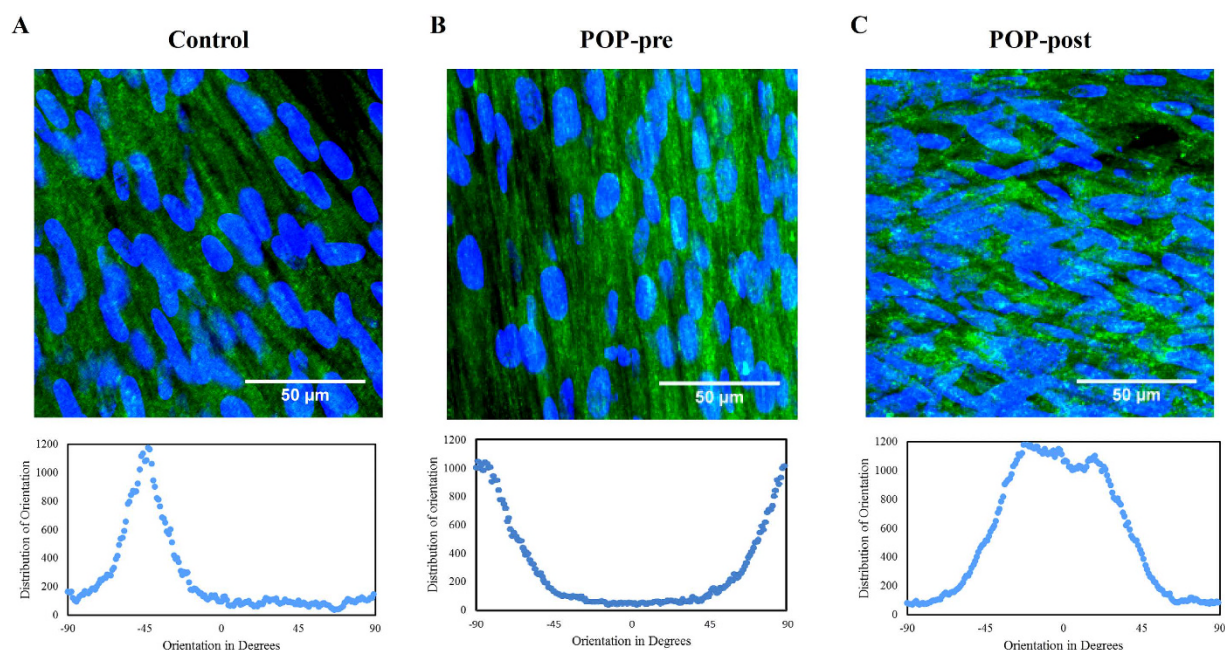 A
Control
B
POP-pre
C
POP-post
50 µm
50 µm
50 µm
Distribution of Orientation
1200
1000
800
600
400
200
0
-90
-45
0
45
90
Orientation in Degrees
Distribution of orientation
1200
1000
800
600
400
200
0
-90
-45
0
45
90
Orientation in Degrees
Distribution of Orientation
1200
1000
800
600
400
200
0
-90
-45
0
45
90
Orientation in Degrees